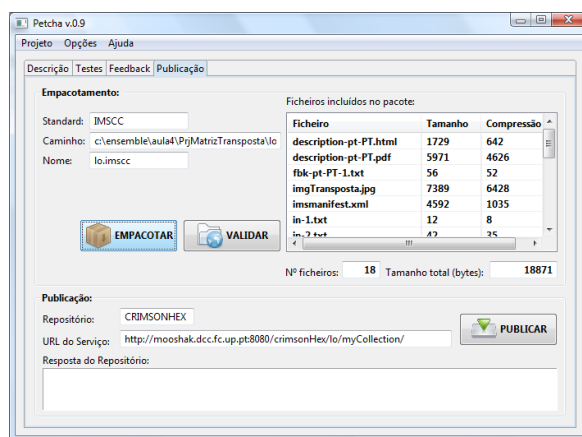 Petcha v.0.9
Projeto Opções Ajuda
Descrição Testes Feedback Publicação
Empacotamento:
Standard: IMSCC
Caminho: c:\ensemble\aula4\PrjMatrizTransposta\lo
Nome: lo.imscc
EMPACOTAR VALIDAR
Ficheiros incluídos no pacote:
Ficheiro Tamanho Compressão
description-pt-PT.html 1729 642
description-pt-PT.pdf 5971 4626
fbk-pt-PT-1.txt 56 52
imgTransposta.jpg 7389 6428
imsmanifest.xml 4592 1035
in-1.txt 12 8
in-2.txt 42 35
Nº ficheiros: 18 Tamanho total (bytes): 18871
Publicação:
Repositório: CRIMSONHEX
URL do Serviço: http://mooshak.dcc.fc.up.pt:8080/crimsonHex/lo/myCollection/
PUBLICAR
Resposta do Repositório: